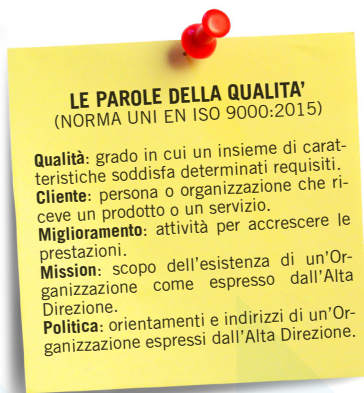 LE PAROLE DELLA QUALITA'
(NORMA UNI EN ISO 9000:2015)
Qualità: grado in cui un insieme di carat-
teristiche soddisfa determinati requisiti.
Cliente: persona o organizzazione che ri-
ceve un prodotto o un servizio.
Miglioramento: attività per accrescere le
prestazioni.
Mission: scopo dell'esistenza di un'Or-
ganizzazione come espresso dall'Alta
Direzione.
Politica: orientamenti e indirizzi di un'Or-
ganizzazione espressi dall'Alta Direzione.